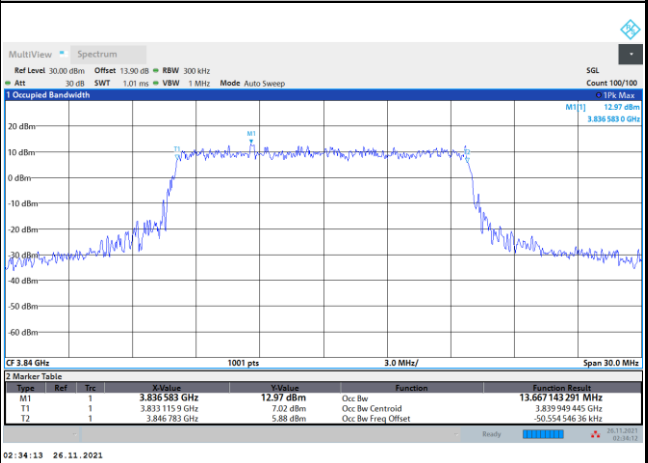 MultiView Spectrum
Ref Level 30.00 dBm Offset 13.90 dB RBW 300 kHz SGL
Att 30 dB SWT 1.01 ms VBW 1 MHz Mode Auto Sweep Count 100/100
1 Occupied Bandwidth 1Pk Max
M1[1] 12.97 dBm
3.836 583 0 GHz
20 dBm
M1
T1
T2
10 dBm
0 dBm
-10 dBm
-20 dBm
-30 dBm
-40 dBm
-50 dBm
-60 dBm
CF 3.84 GHz 1001 pts 3.0 MHz/ Span 30.0 MHz
2 Marker Table
Type Ref Trc X-Value Y-Value Function Function Result
M1 1 3.836 583 GHz 12.97 dBm Occ Bw 13.667 143 291 MHz
T1 1 3.833 115 9 GHz 7.02 dBm Occ Bw Centroid 3.839 949 445 GHz
T2 1 3.846 783 GHz 5.88 dBm Occ Bw Freq Offset -50.554 546 36 kHz
Ready 26.11.2021
02:34:12
02:34:13 26.11.2021